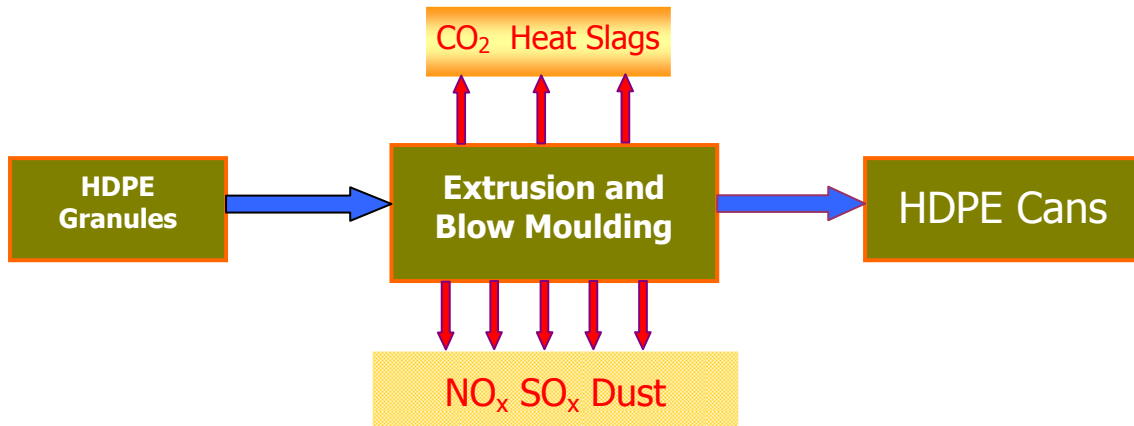 CO₂ Heat Slags
HDPE
Granules
Extrusion and
Blow Moulding
HDPE Cans
NOₓ SOₓ Dust